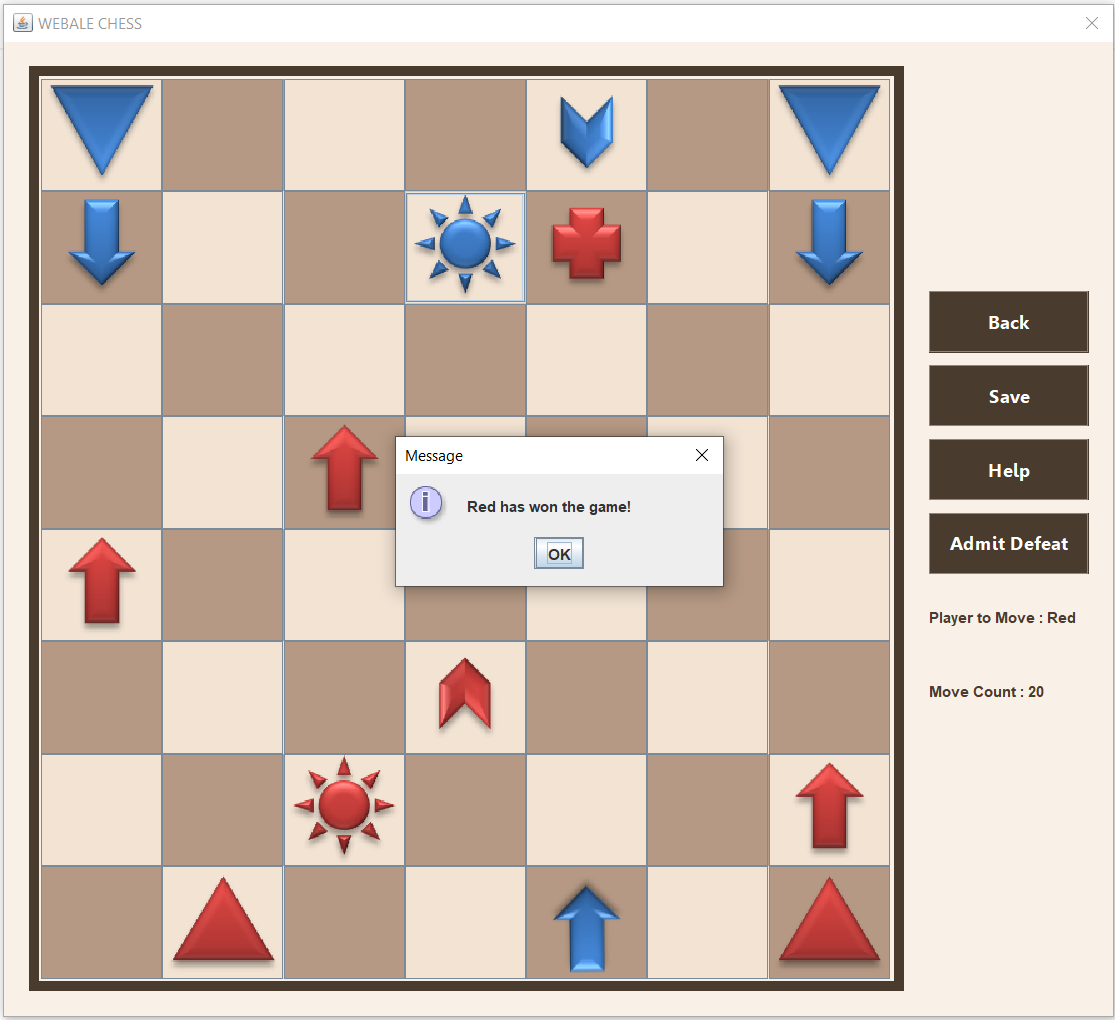 WEBALE CHESS
Back
Save
Message
Help
i
Red has won the game!
OK
Admit Defeat
Player to Move : Red
Move Count : 20